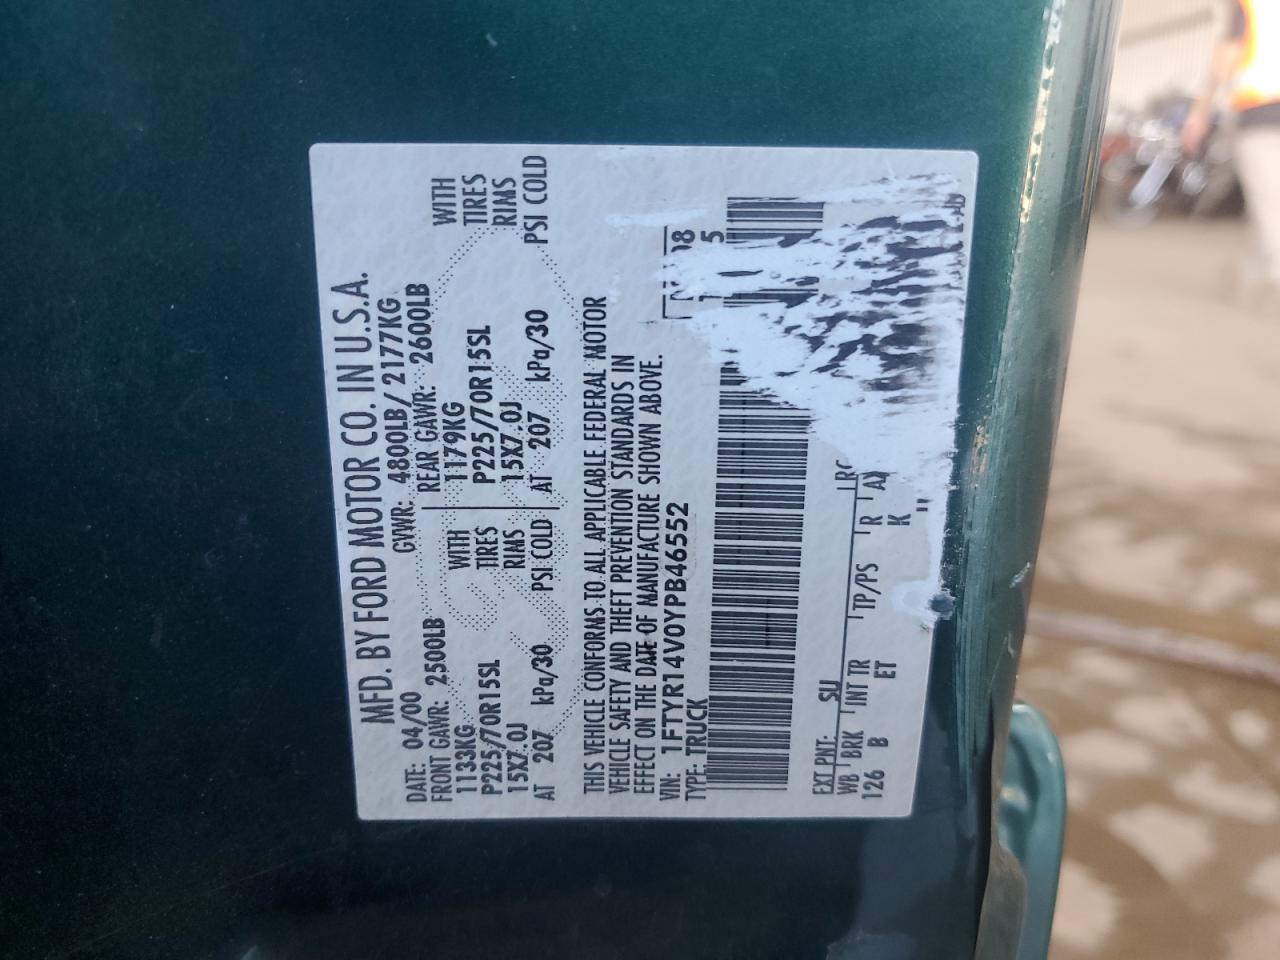 MFD. BY FORD MOTOR CO. IN U.S.A.
DATE: 04/00 GVWR: 4800LB/ 2177KG
FRONT GAWR: 2500LB REAR GAWR: 2600LB
1133KG WITH 1179KG WITH
P225/70R15SL TIRES P225/70R15SL TIRES
15X7.0J RIMS 15X7.0J RIMS
AT 207 kPa/30 PSI COLD AT 207 kPa/30 PSI COLD
THIS VEHICLE CONFORMS TO ALL APPLICABLE FEDERAL MOTOR
VEHICLE SAFETY AND THEFT PREVENTION STANDARDS IN
EFFECT ON THE DATE OF MANUFACTURE SHOWN ABOVE.
VIN: 1FTYR14V0YPB46552
TYPE: TRUCK
EXT PNT: SU
WB BRK INT TR TP/PS R
126 B ET K